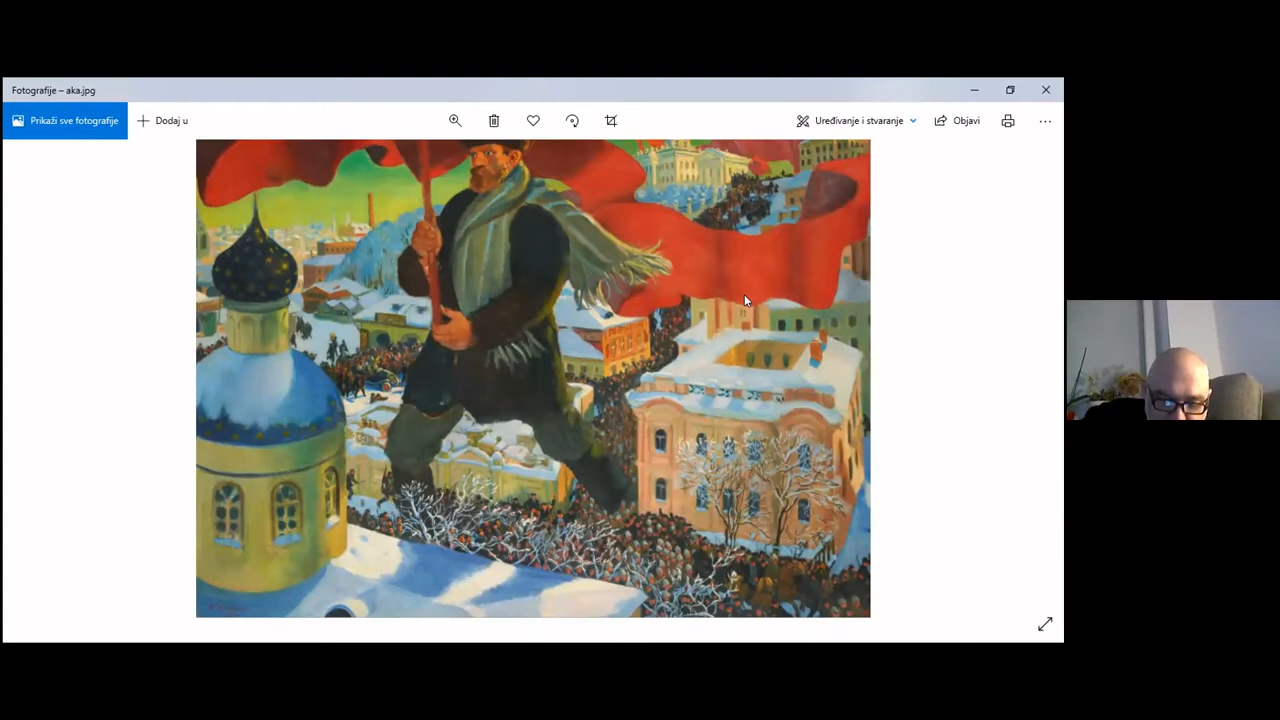 Fotografije – aka.jpg
Prikaži sve fotografije
Dodaj u
Uređivanje i stvaranje
Objavi